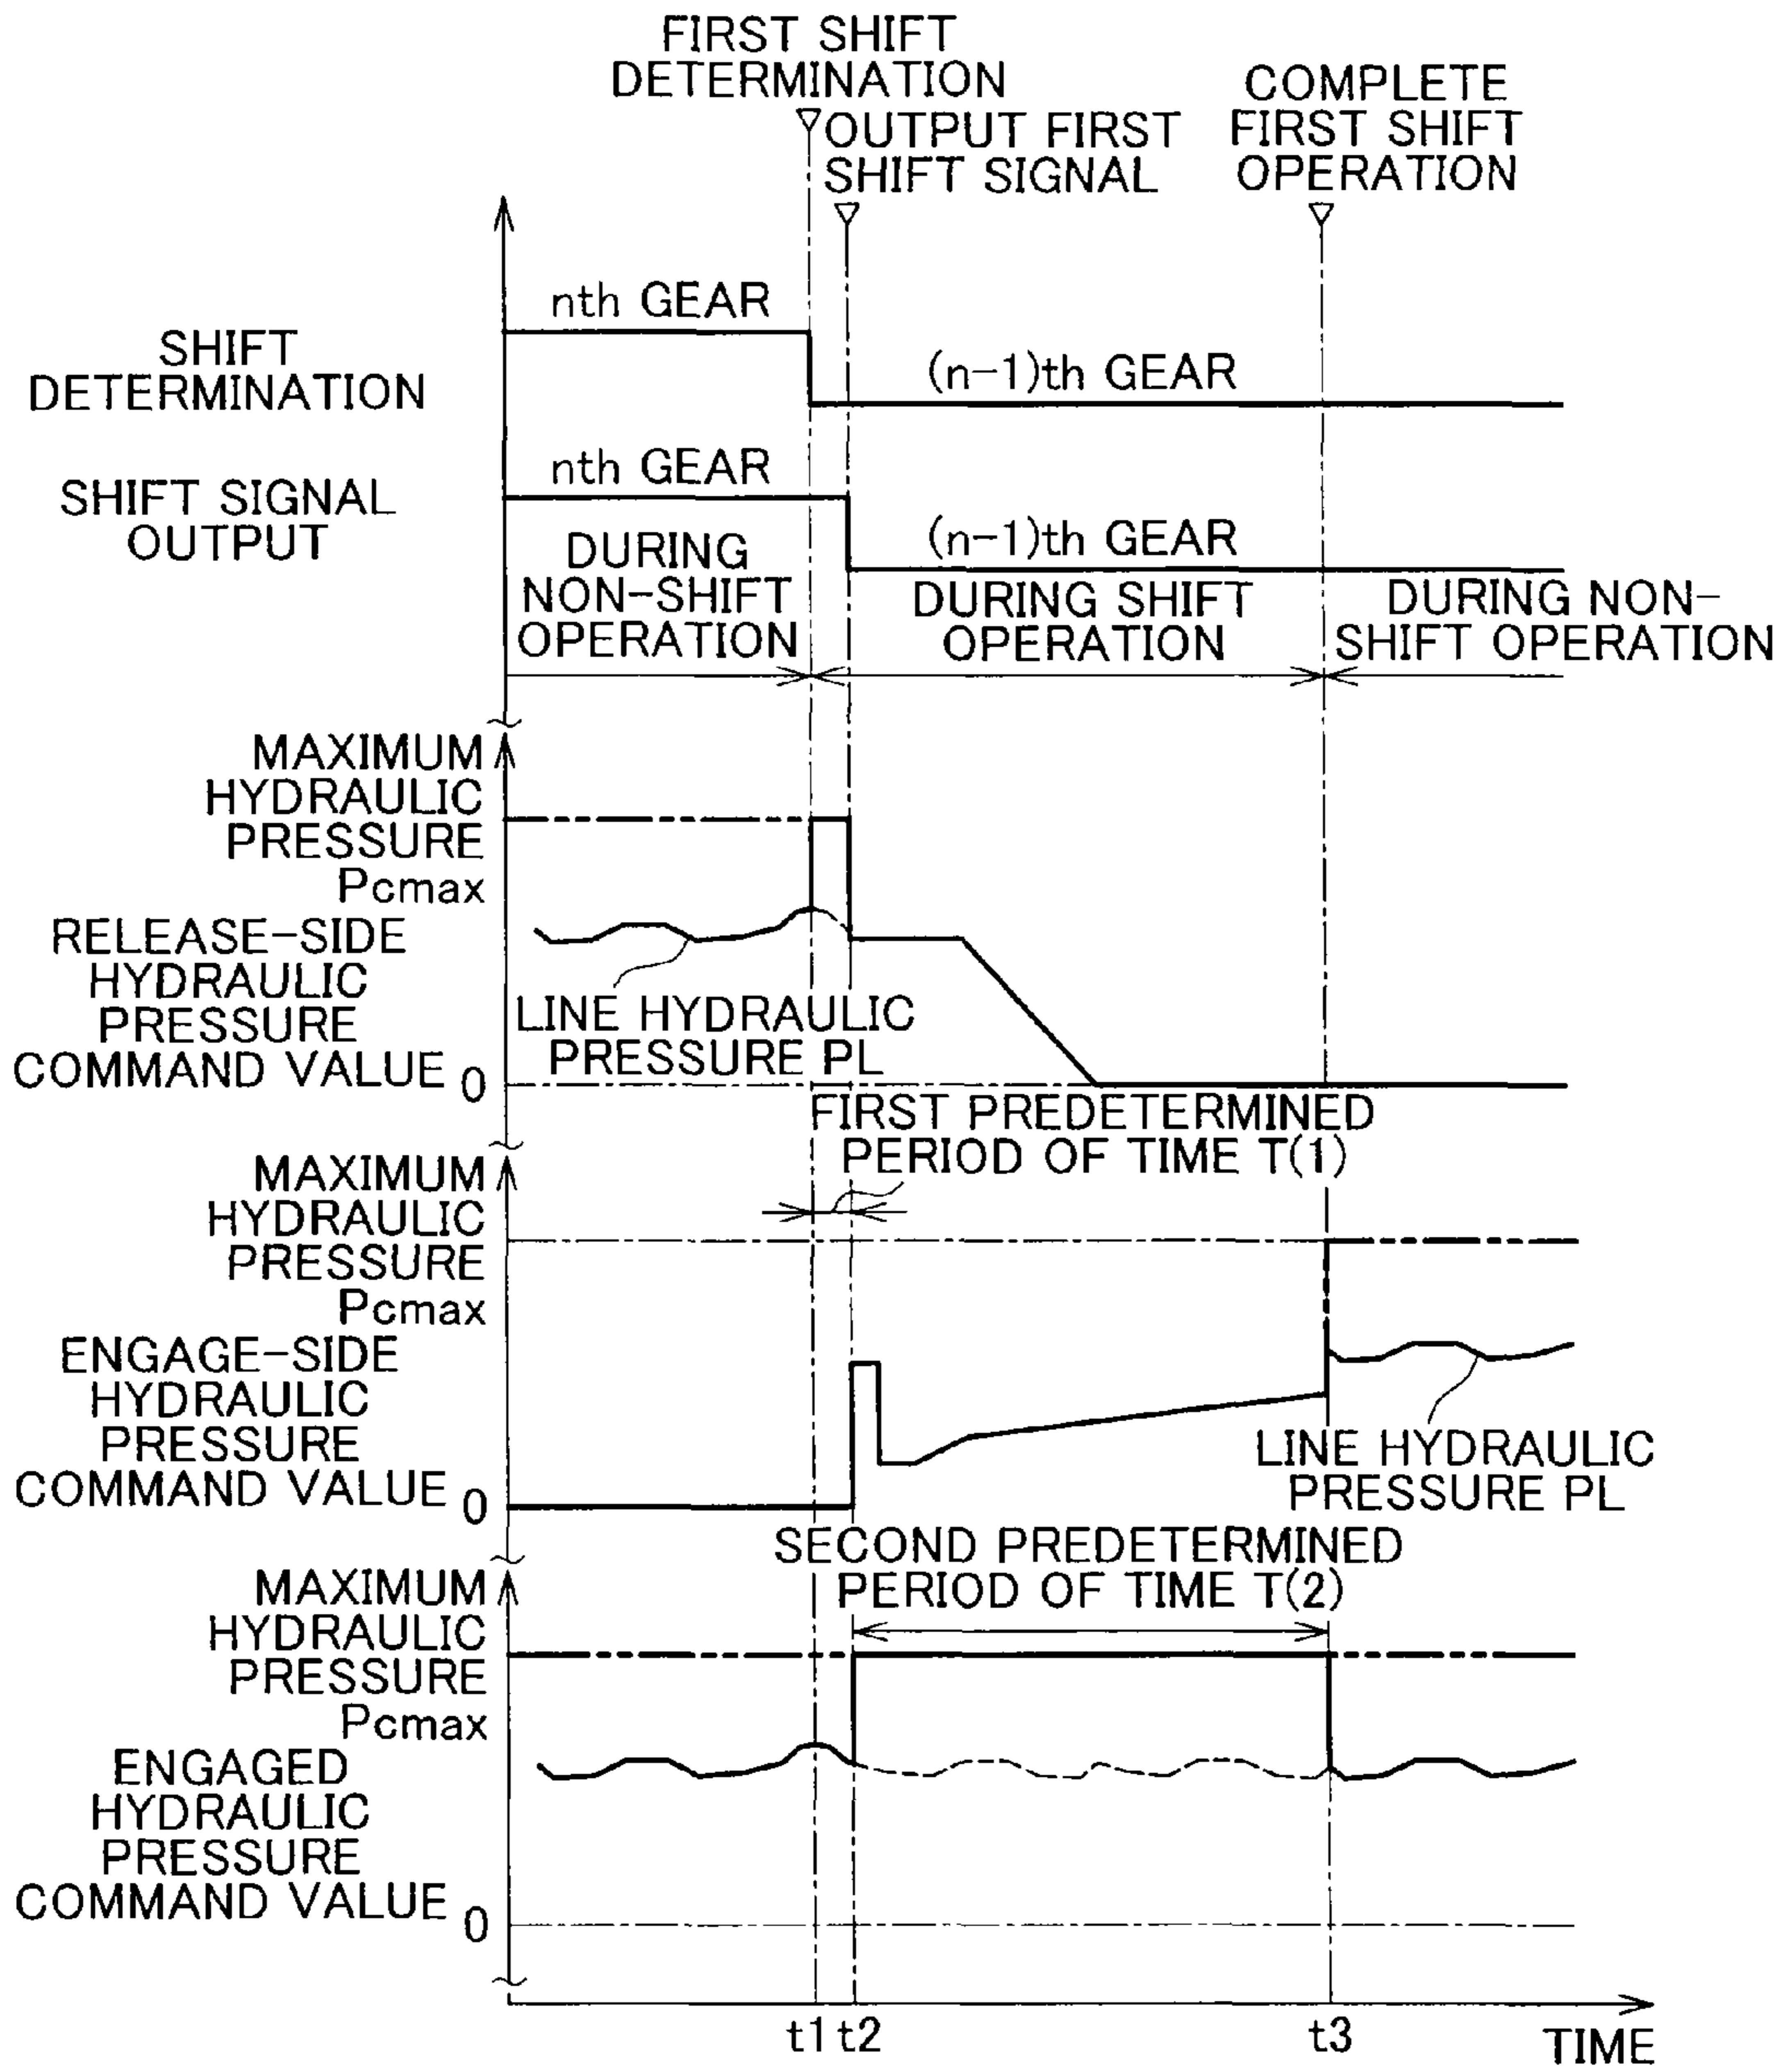 FIRST SHIFT
DETERMINATION
OUTPUT FIRST
SHIFT SIGNAL
COMPLETE
FIRST SHIFT
OPERATION
nth GEAR
SHIFT
DETERMINATION
(n-1)th GEAR
nth GEAR
SHIFT SIGNAL
OUTPUT
(n-1)th GEAR
DURING
NON-SHIFT
OPERATION
DURING SHIFT
OPERATION
DURING NON-
SHIFT OPERATION
MAXIMUM
HYDRAULIC
PRESSURE
Pcmax
RELEASE-SIDE
HYDRAULIC
PRESSURE
COMMAND VALUE
0
LINE HYDRAULIC
PRESSURE PL
FIRST PREDETERMINED
PERIOD OF TIME T(1)
MAXIMUM
HYDRAULIC
PRESSURE
Pcmax
ENGAGE-SIDE
HYDRAULIC
PRESSURE
COMMAND VALUE
0
LINE HYDRAULIC
PRESSURE PL
SECOND PREDETERMINED
PERIOD OF TIME T(2)
MAXIMUM
HYDRAULIC
PRESSURE
Pcmax
ENGAGED
HYDRAULIC
PRESSURE
COMMAND VALUE
0
t1 t2 t3 TIME